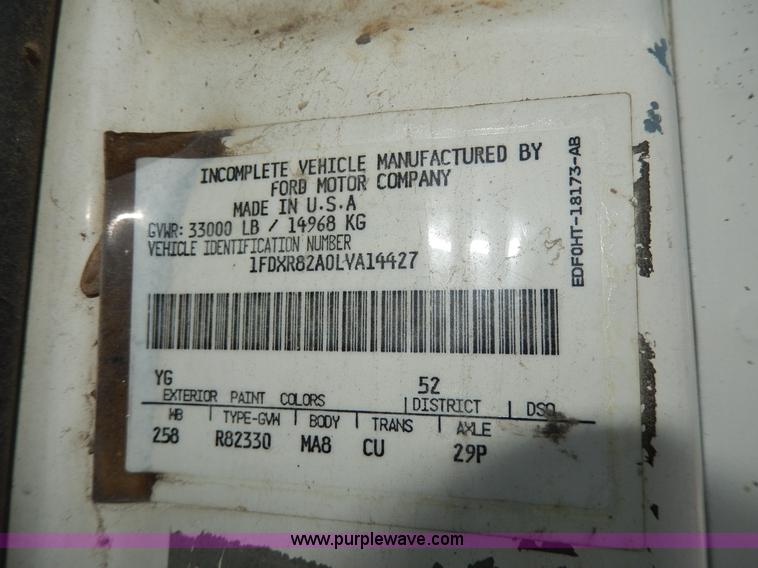 INCOMPLETE VEHICLE MANUFACTURED BY
FORD MOTOR COMPANY
MADE IN U.S.A
GVWR: 33000 LB / 14968 KG
VEHICLE IDENTIFICATION NUMBER
1FDXR82A0LVA14427
EDF0HT-18173-AB
YG 52
EXTERIOR PAINT COLORS DISTRICT DSO
WB TYPE-GVW BODY TRANS AXLE
258 R82330 MA8 CU 29P
www.purplewave.com